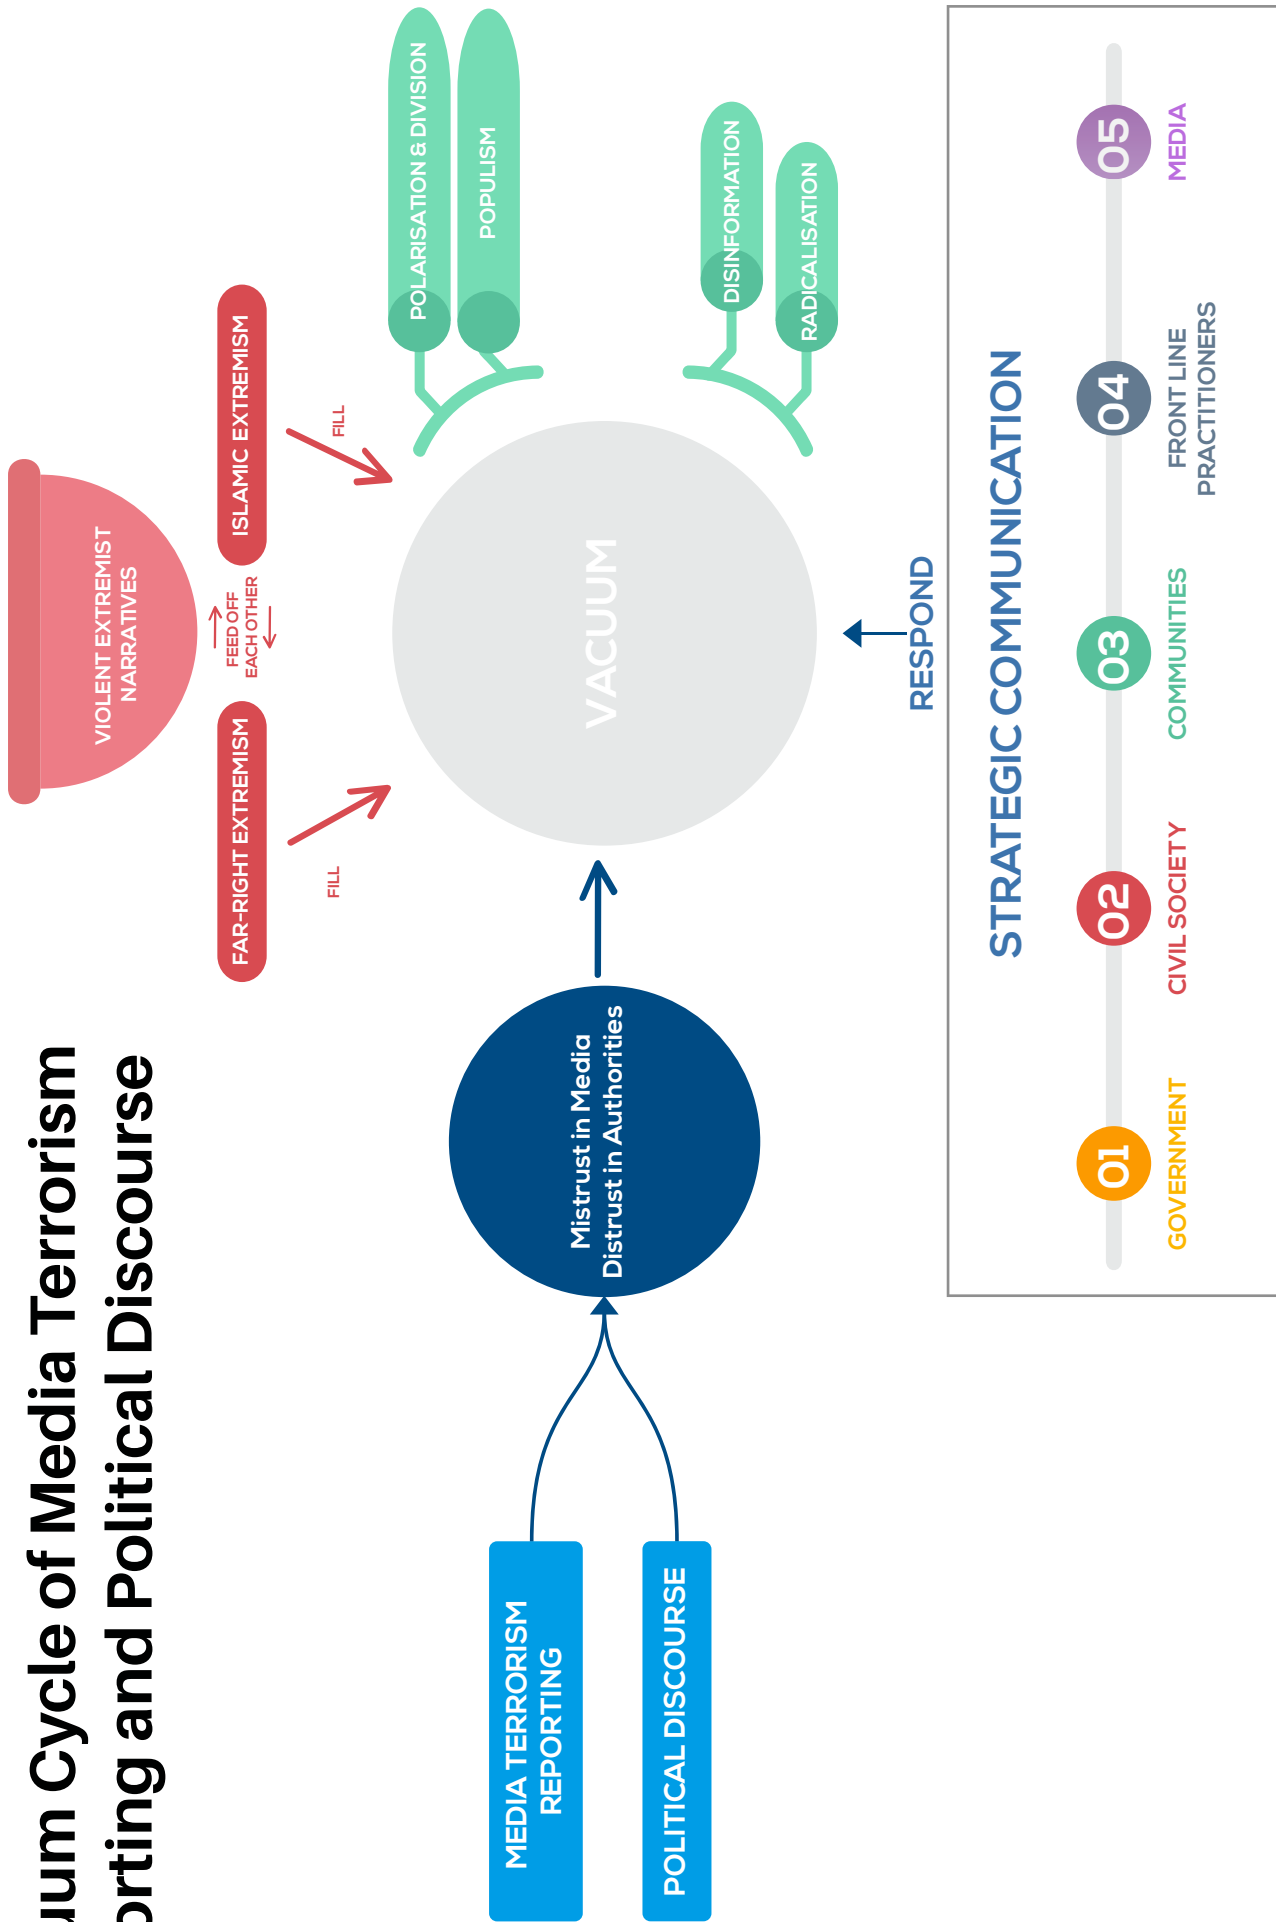 Cycle of Media Terrorism
and Political Discourse
VIOLENT EXTREMIST
NARRATIVES
FAR-RIGHT EXTREMISM
FEED OFF
EACH OTHER
ISLAMIC EXTREMISM
FILL
FILL
MEDIA TERRORISM
REPORTING
POLITICAL DISCOURSE
Mistrust in Media
Distrust in Authorities
VACUUM
POLARISATION & DIVISION
POPULISM
DISINFORMATION
RADICALISATION
RESPOND
STRATEGIC COMMUNICATION
01
02
03
04
05
GOVERNMENT
CIVIL SOCIETY
COMMUNITIES
FRONT LINE
PRACTITIONERS
MEDIA